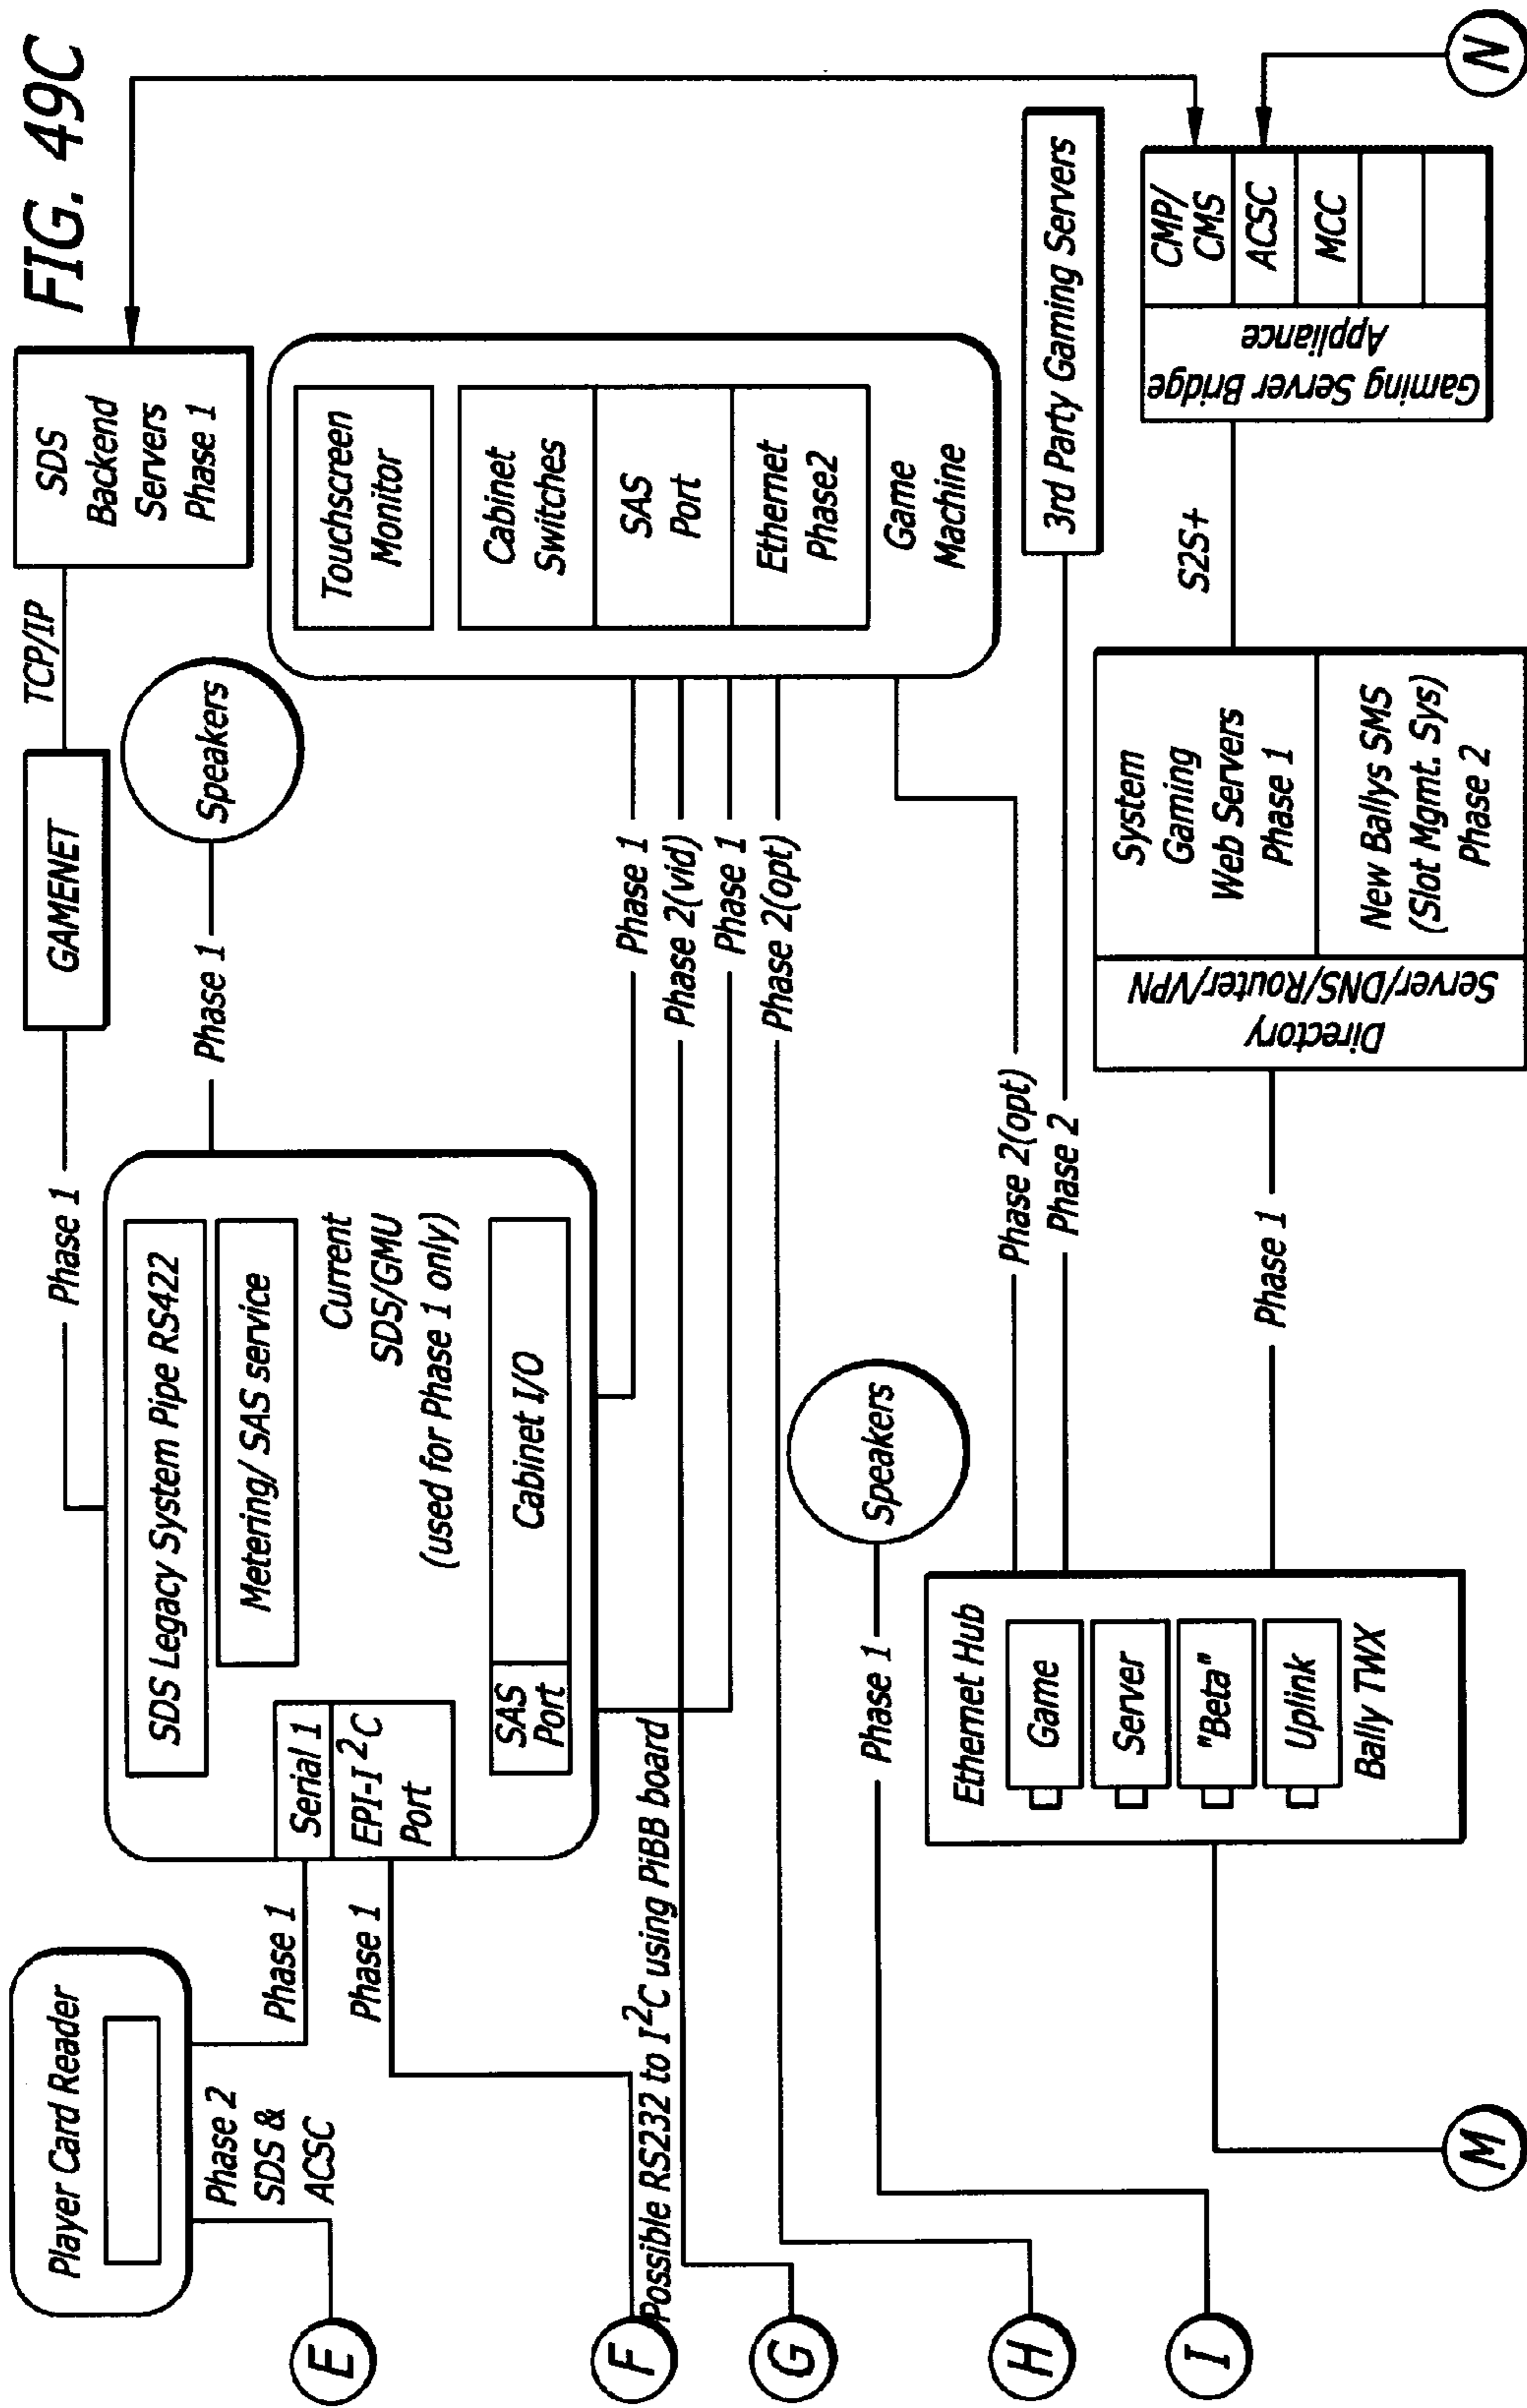 FIG. 49C
Player Card Reader
Phase 2
SDS &
ACSC
Phase 1
Phase 1
SDS Legacy System Pipe RS422
Metering/ SAS service
Serial 1
EPI-I²C
Port
Current
SDS/GMU
(used for Phase 1 only)
SAS
Port
Cabinet I/O
Phase 1
GAMENET
TCP/IP
SDS
Backend
Servers
Phase 1
Phase 1
Speakers
Touchscreen
Monitor
Cabinet
Switches
SAS
Port
Ethernet
Phase2
Game
Machine
Phase 1
Phase 2(vid)
Phase 1
Phase 2(opt)
Possible RS232 to I²C using PiBB board
E
F
G
H
I
Phase 1
Speakers
Phase 2(opt)
Phase 2
3rd Party Gaming Servers
Ethernet Hub
Game
Server
"Beta"
Uplink
Bally TWX
Phase 1
Directory
Server/DNS/Router/VPN
System
Gaming
Web Servers
Phase 1
New Ballys SMS
(Slot Mgmt. Sys)
Phase 2
S2S+
Gaming Server Bridge
Appliance
CMP/
CMS
ACSC
MCC
M
N